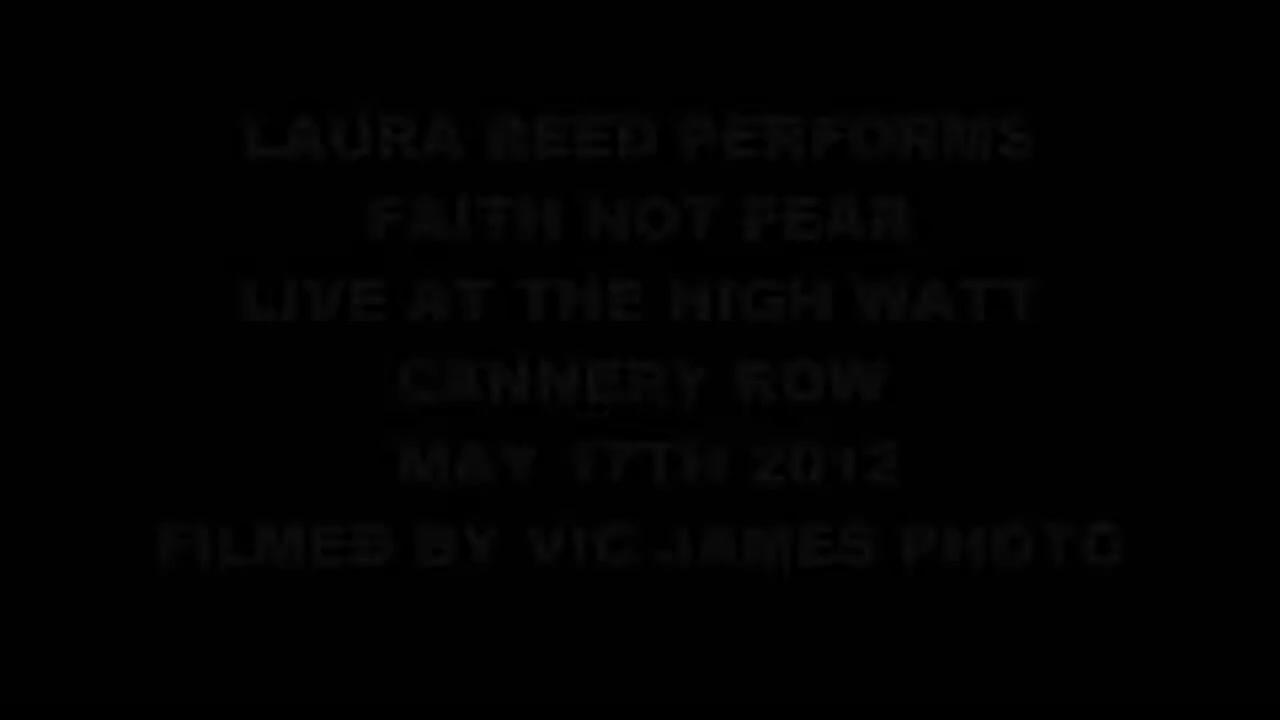 LAURA REED PERFORMS
FAITH NOT FEAR
LIVE AT THE HIGH WATT
CANNERY ROW
MAY 17TH 2012
FILMED BY VIC JAMES PHOTO